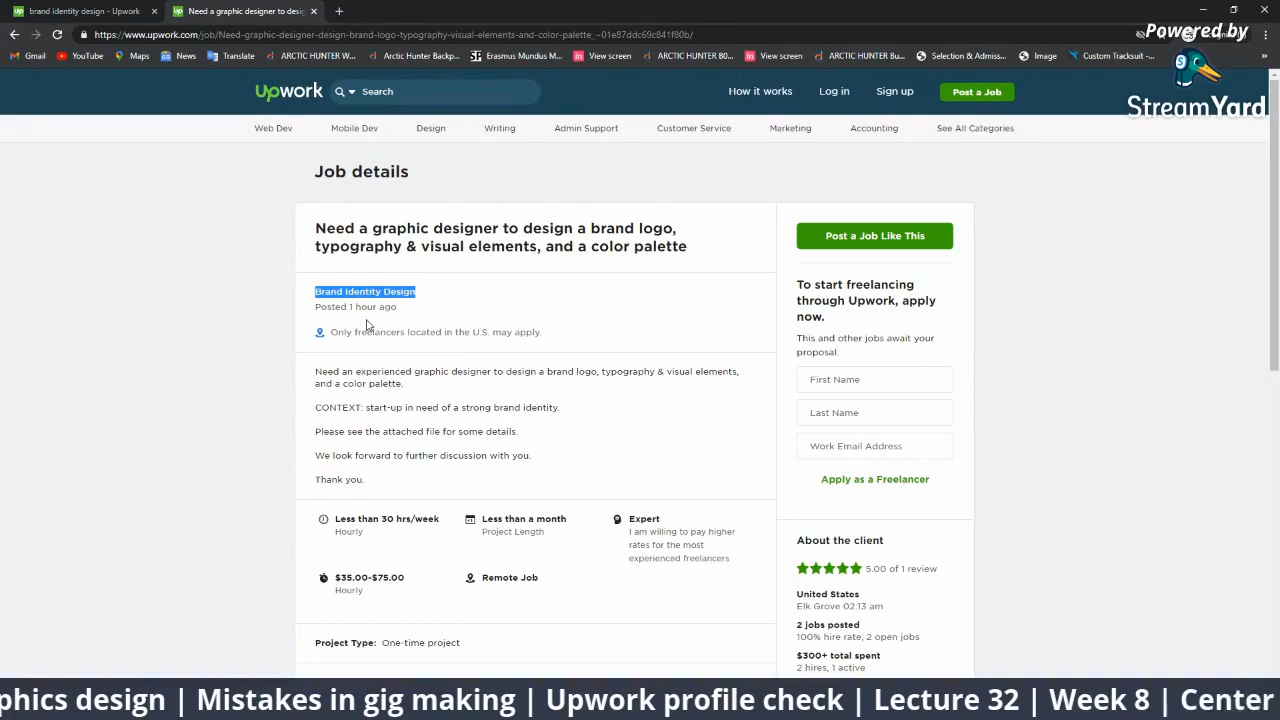 brand identity design - Upwork
Need a graphic designer to desig
https://www.upwork.com/job/Need-graphic-designer-design-brand-logo-typography-visual-elements-and-color-palette_~01e87ddc69c841f80b/
Gmail YouTube Maps News Translate ARCTIC HUNTER W... Arctic Hunter Backp... Erasmus Mundus M... View screen ARCTIC HUNTER B0... View screen ARCTIC HUNTER Bu... Selection & Admiss... Image Custom Tracksuit -...
Powered by
StreamYard
upwork Search How it works Log in Sign up Post a Job
Web Dev Mobile Dev Design Writing Admin Support Customer Service Marketing Accounting See All Categories
Job details
Need a graphic designer to design a brand logo,
typography & visual elements, and a color palette
Brand Identity Design
Posted 1 hour ago
Only freelancers located in the U.S. may apply.
Need an experienced graphic designer to design a brand logo, typography & visual elements,
and a color palette.
CONTEXT: start-up in need of a strong brand identity.
Please see the attached file for some details.
We look forward to further discussion with you.
Thank you.
Less than 30 hrs/week
Hourly
Less than a month
Project Length
Expert
I am willing to pay higher
rates for the most
experienced freelancers
$35.00-$75.00
Hourly
Remote Job
Project Type: One-time project
Post a Job Like This
To start freelancing
through Upwork, apply
now.
This and other jobs await your
proposal.
First Name
Last Name
Work Email Address
Apply as a Freelancer
About the client
5.00 of 1 review
United States
Elk Grove 02:13 am
2 jobs posted
100% hire rate, 2 open jobs
$300+ total spent
2 hires, 1 active
phics design | Mistakes in gig making | Upwork profile check | Lecture 32 | Week 8 | Center